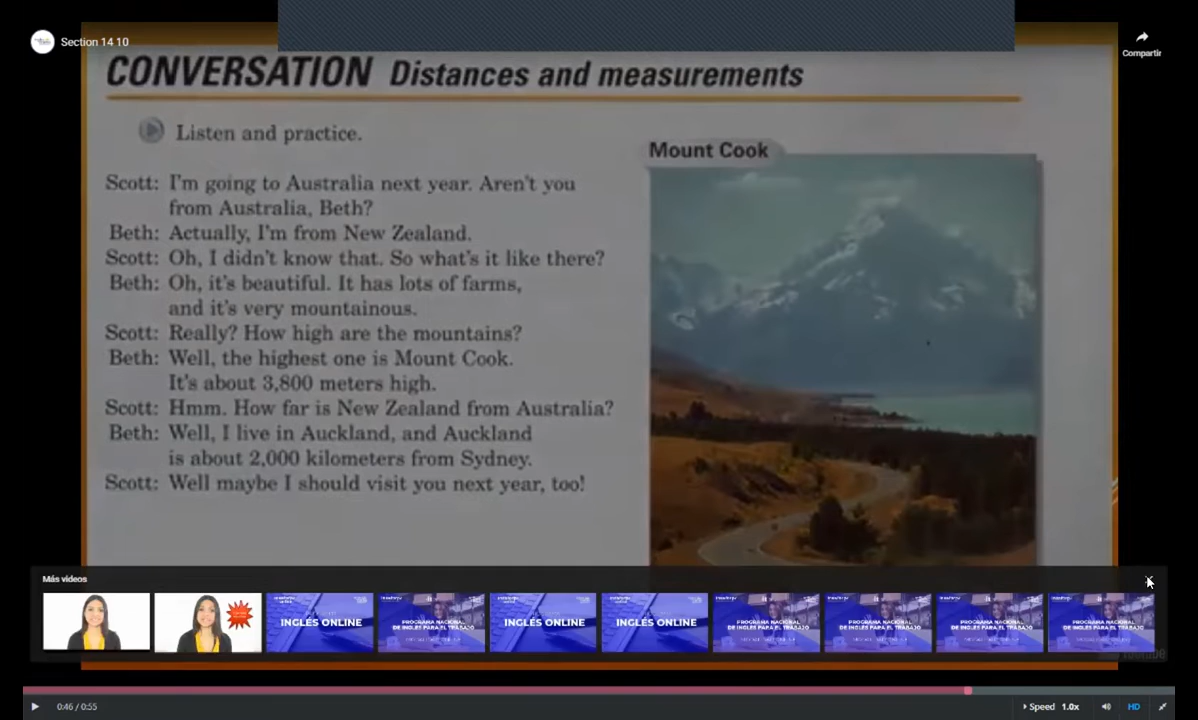 Section 14 10
Compartir
CONVERSATION Distances and measurements
Listen and practice.
Mount Cook
Scott: I'm going to Australia next year. Aren't you
from Australia, Beth?
Beth: Actually, I'm from New Zealand.
Scott: Oh, I didn't know that. So what's it like there?
Beth: Oh, it's beautiful. It has lots of farms,
and it's very mountainous.
Scott: Really? How high are the mountains?
Beth: Well, the highest one is Mount Cook.
It's about 3,800 meters high.
Scott: Hmm. How far is New Zealand from Australia?
Beth: Well, I live in Auckland, and Auckland
is about 2,000 kilometers from Sydney.
Scott: Well maybe I should visit you next year, too!
Más videos
INGLÉS ONLINE
PROGRAMA NACIONAL
DE INGLÉS PARA EL TRABAJO
INGLÉS ONLINE
INGLÉS ONLINE
PROGRAMA NACIONAL
DE INGLÉS PARA EL TRABAJO
PROGRAMA NACIONAL
DE INGLÉS PARA EL TRABAJO
PROGRAMA NACIONAL
DE INGLÉS PARA EL TRABAJO
PROGRAMA NACIONAL
DE INGLÉS PARA EL TRABAJO
0:46 / 0:55
Speed 1.0x
HD